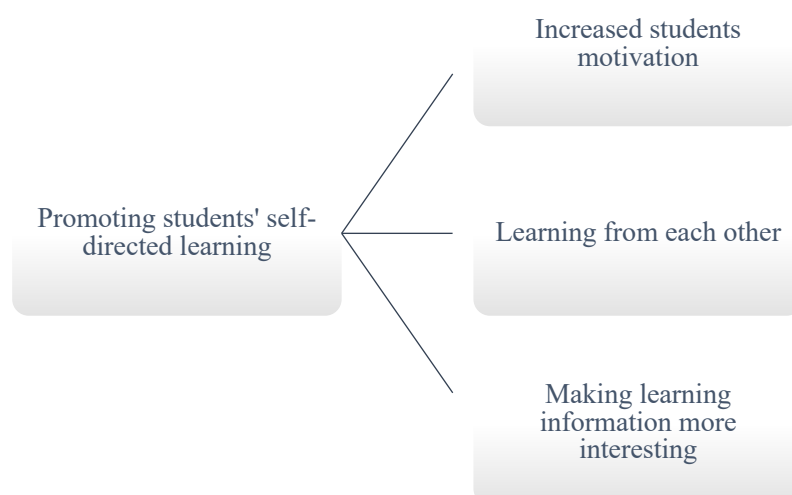 Increased students
motivation
Promoting students' self-
directed learning
Learning from each other
Making learning
information more
interesting